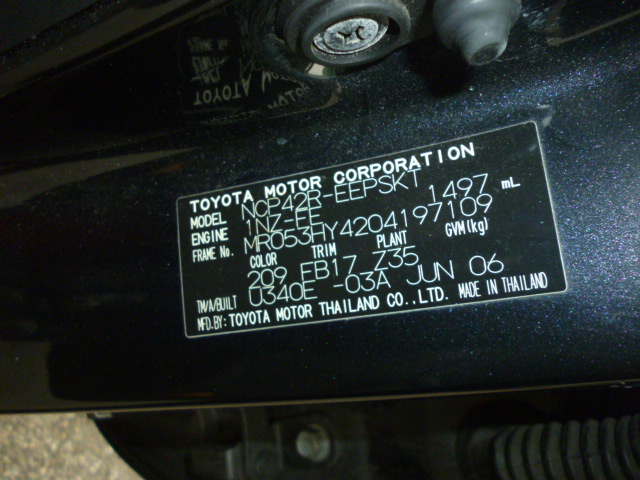 TOYOTA MOTOR CORPORATION
MODEL NCP42R-EEPSKT
ENGINE 1NZ-FE 1497 mL
FRAME No. MR053HY4204197109
COLOR TRIM PLANT GVM(kg)
209 FB17 Z35
TM/A/BUILT U340E -03A JUN 06
MFD.BY: TOYOTA MOTOR THAILAND CO.,LTD. MADE IN THAILAND